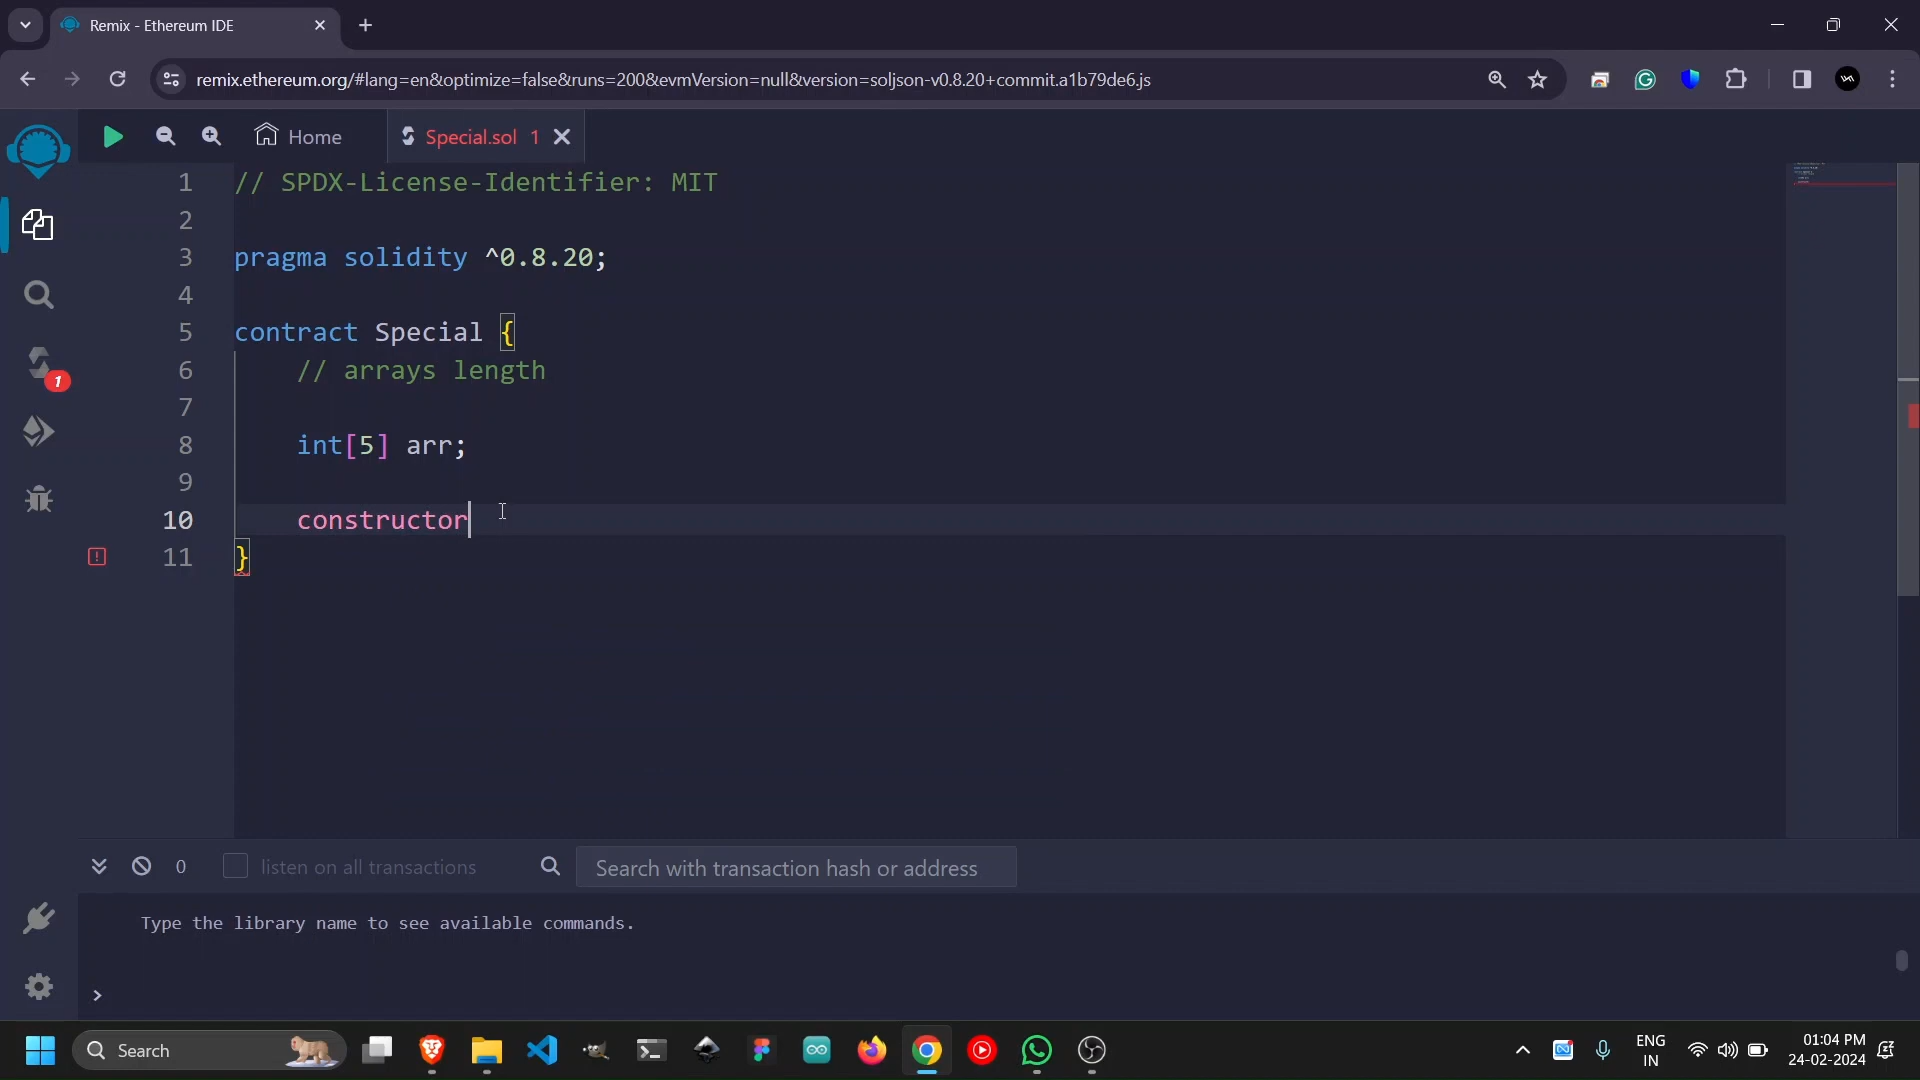 Remix - Ethereum IDE
remix.ethereum.org/#lang=en&optimize=false&runs=200&evmVersion=null&version=soljson-v0.8.20+commit.a1b79de6.js
Home
Special.sol 1
1 // SPDX-License-Identifier: MIT
2
3 pragma solidity ^0.8.20;
4
5 contract Special {
6 // arrays length
7
8 int[5] arr;
9
10 constructor
11 }
1
0 listen on all transactions
Search with transaction hash or address
Type the library name to see available commands.
>
Search
ENG
IN
01:04 PM
24-02-2024